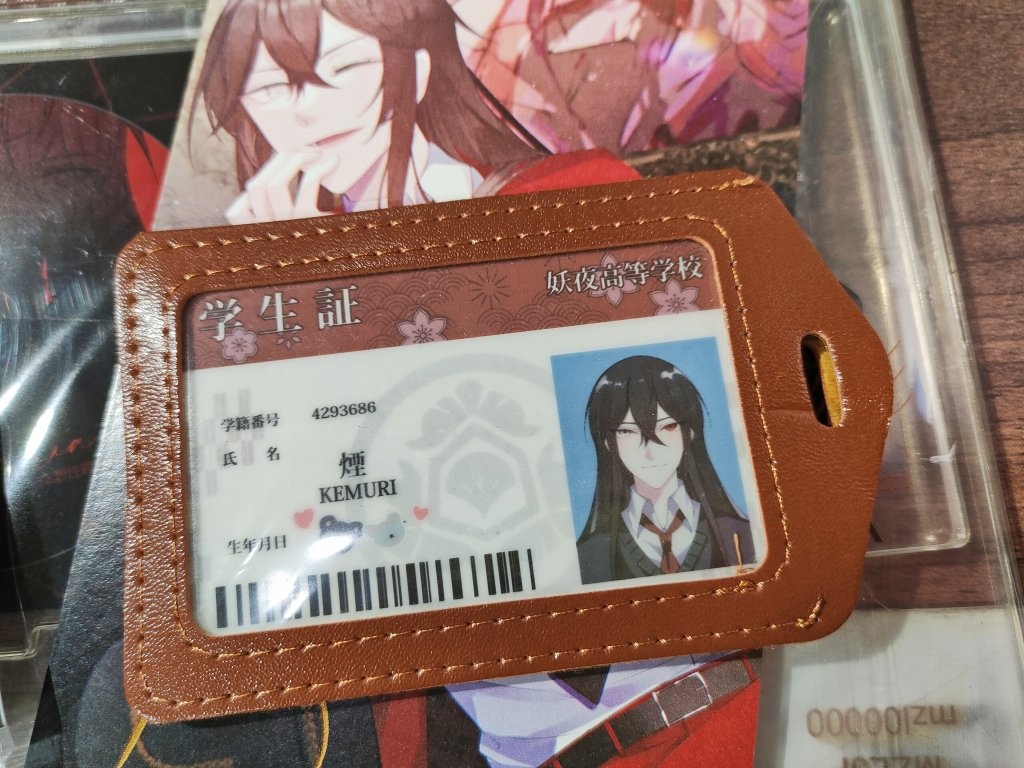 学生証
妖夜高等学校
学籍番号 4293686
氏 名 煙
KEMURI
生年月日
mzl00000